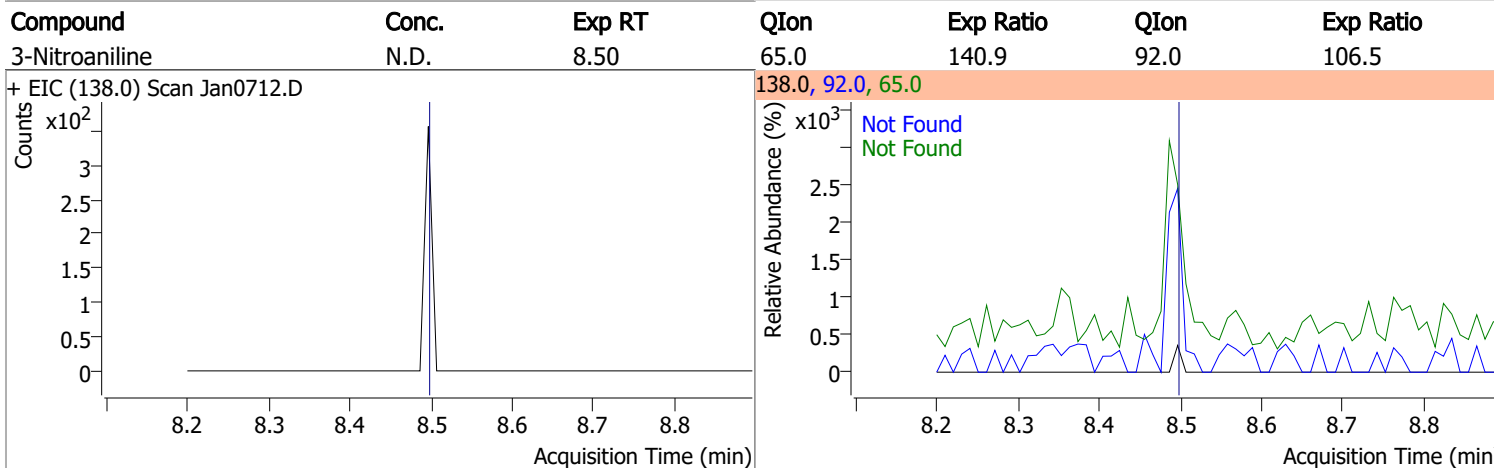 Compound Conc. Exp RT QIon Exp Ratio QIon Exp Ratio
3-Nitroaniline N.D. 8.50 65.0 140.9 92.0 106.5
+ EIC (138.0) Scan Jan0712.D
Counts
x10²
3
2.5
2
1.5
1
0.5
0
8.2 8.3 8.4 8.5 8.6 8.7 8.8
Acquisition Time (min)
138.0, 92.0, 65.0
Relative Abundance (%)
x10³
Not Found
Not Found
2.5
2
1.5
1
0.5
0
8.2 8.3 8.4 8.5 8.6 8.7 8.8
Acquisition Time (min